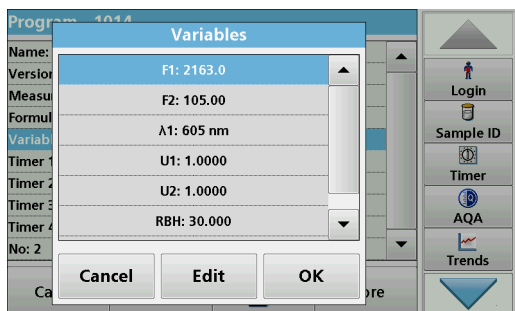 Program 1014
Variables
Name:
Version
Measu
Formul
Variabl
Timer 1
Timer 2
Timer 3
Timer 4
No: 2
F1: 2163.0
F2: 105.00
λ1: 605 nm
U1: 1.0000
U2: 1.0000
RBH: 30.000
Cancel
Edit
OK
Ca
ore
Login
Sample ID
Timer
AQA
Trends